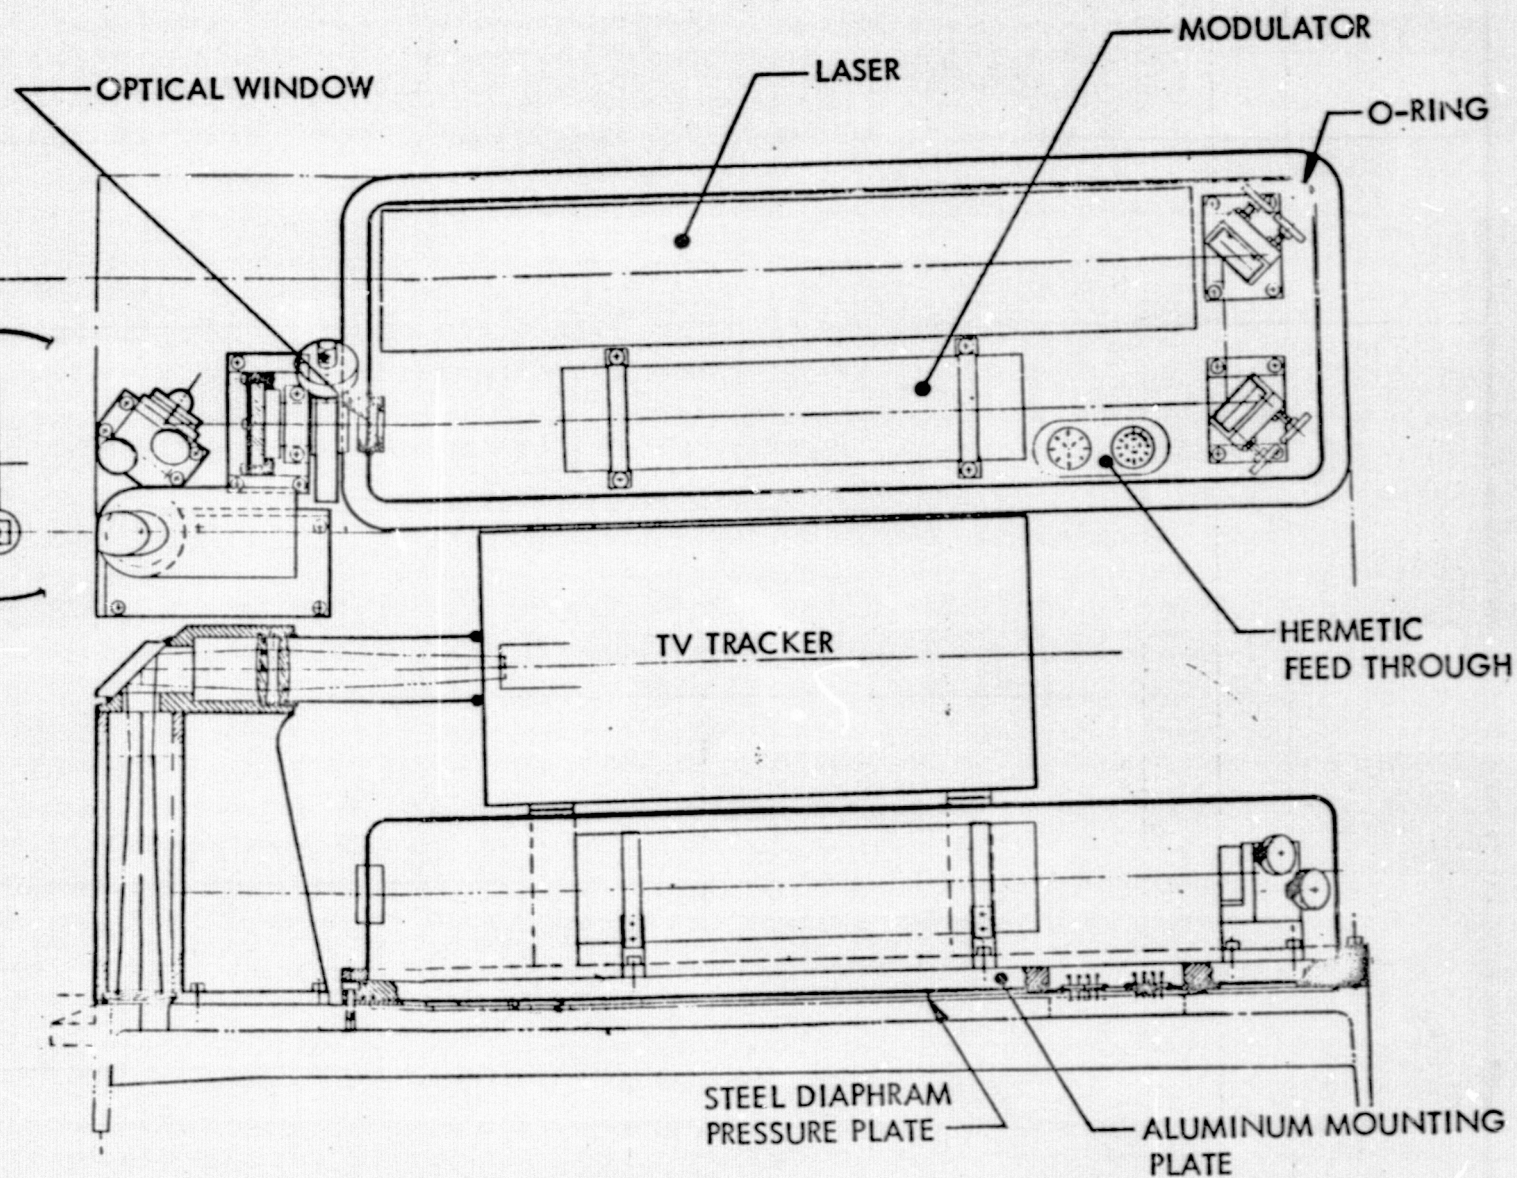 MODULATOR
LASER
OPTICAL WINDOW
O-RING
HERMETIC
FEED THROUGH
TV TRACKER
STEEL DIAPHRAM
PRESSURE PLATE
ALUMINUM MOUNTING
PLATE